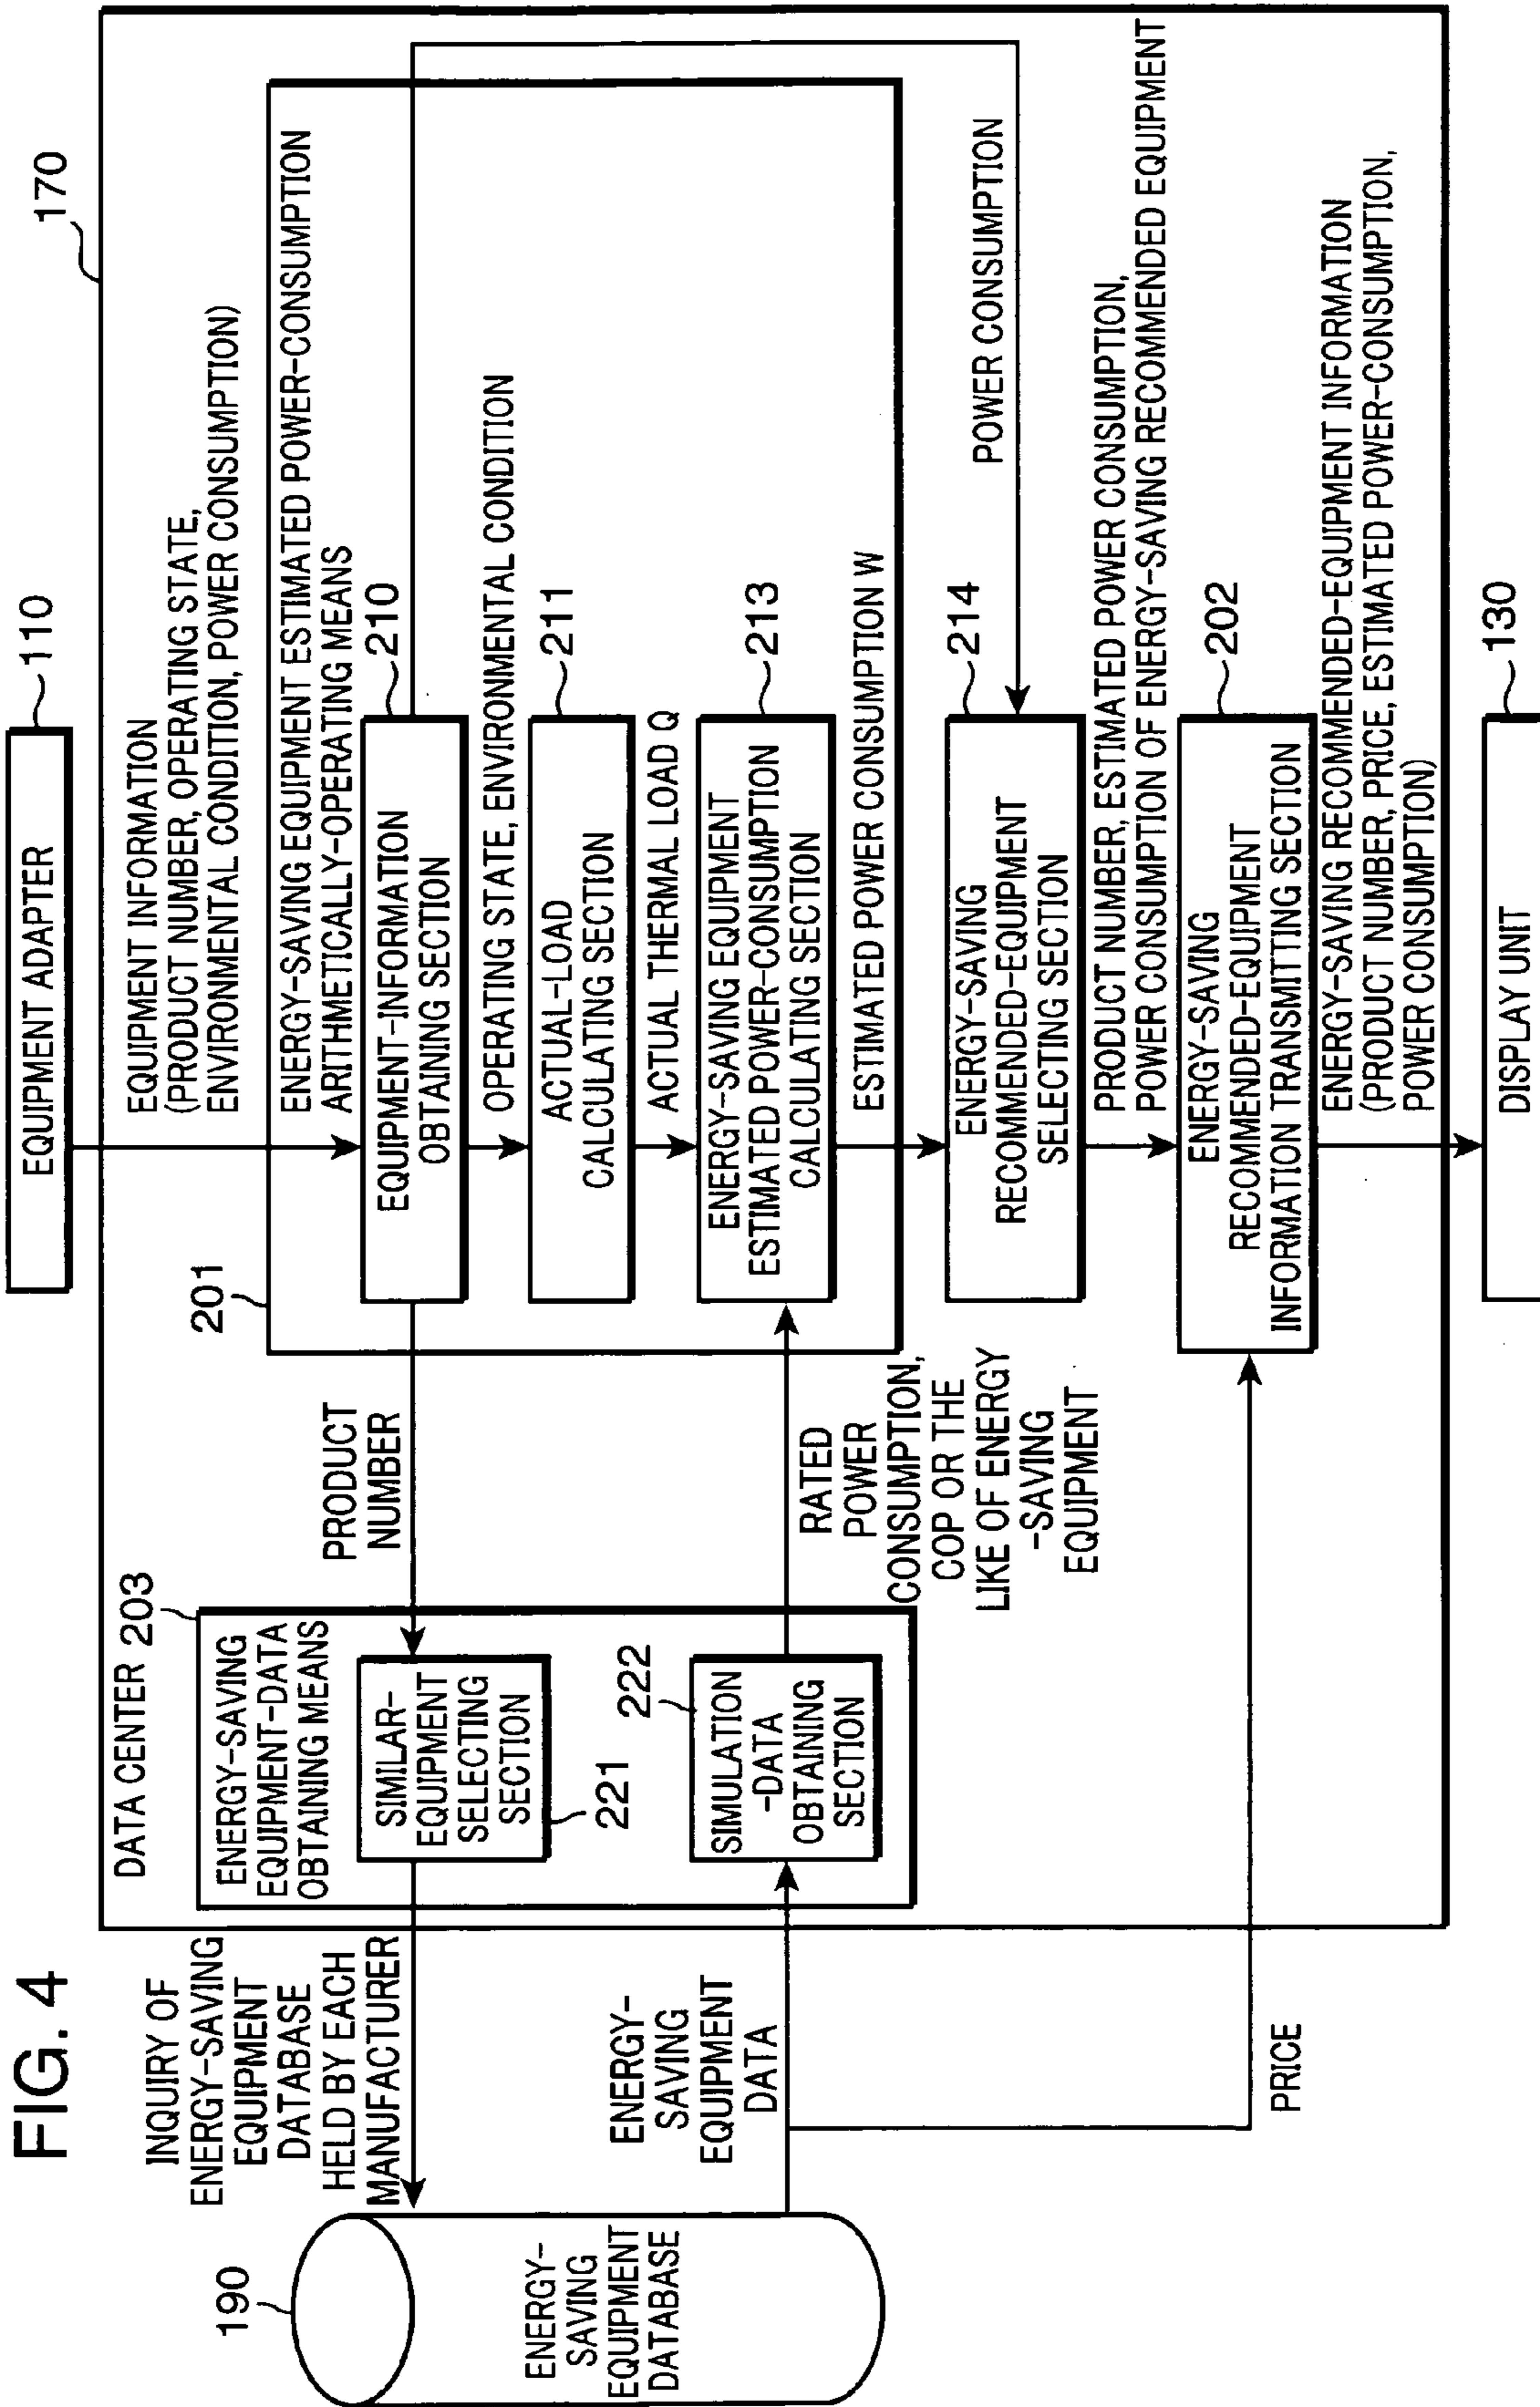 FIG. 4
EQUIPMENT ADAPTER
110
170
EQUIPMENT INFORMATION
(PRODUCT NUMBER, OPERATING STATE,
ENVIRONMENTAL CONDITION, POWER CONSUMPTION)
DATA CENTER
203
201
ENERGY-SAVING EQUIPMENT ESTIMATED POWER-CONSUMPTION
ARITHMETICALLY-OPERATING MEANS
INQUIRY OF
ENERGY-SAVING
EQUIPMENT
DATABASE
HELD BY EACH
MANUFACTURER
ENERGY-SAVING
EQUIPMENT-DATA
OBTAINING MEANS
PRODUCT
NUMBER
EQUIPMENT-INFORMATION
OBTAINING SECTION
210
190
SIMILAR-
EQUIPMENT
SELECTING
SECTION
221
OPERATING STATE, ENVIRONMENTAL CONDITION
ACTUAL-LOAD
CALCULATING SECTION
211
ENERGY-
SAVING
EQUIPMENT
DATABASE
ENERGY-
SAVING
EQUIPMENT
DATA
222
SIMULATION
-DATA
OBTAINING
SECTION
ACTUAL THERMAL LOAD Q
ENERGY-SAVING EQUIPMENT
ESTIMATED POWER-CONSUMPTION
CALCULATING SECTION
213
RATED
POWER
CONSUMPTION,
COP OR THE
LIKE OF ENERGY
-SAVING
EQUIPMENT
ESTIMATED POWER CONSUMPTION W
POWER CONSUMPTION
ENERGY-SAVING
RECOMMENDED-EQUIPMENT
SELECTING SECTION
214
PRODUCT NUMBER, ESTIMATED POWER CONSUMPTION,
POWER CONSUMPTION OF ENERGY-SAVING RECOMMENDED EQUIPMENT
PRICE
ENERGY-SAVING
RECOMMENDED-EQUIPMENT
INFORMATION TRANSMITTING SECTION
202
ENERGY-SAVING RECOMMENDED-EQUIPMENT INFORMATION
(PRODUCT NUMBER, PRICE, ESTIMATED POWER-CONSUMPTION,
POWER CONSUMPTION)
DISPLAY UNIT
130